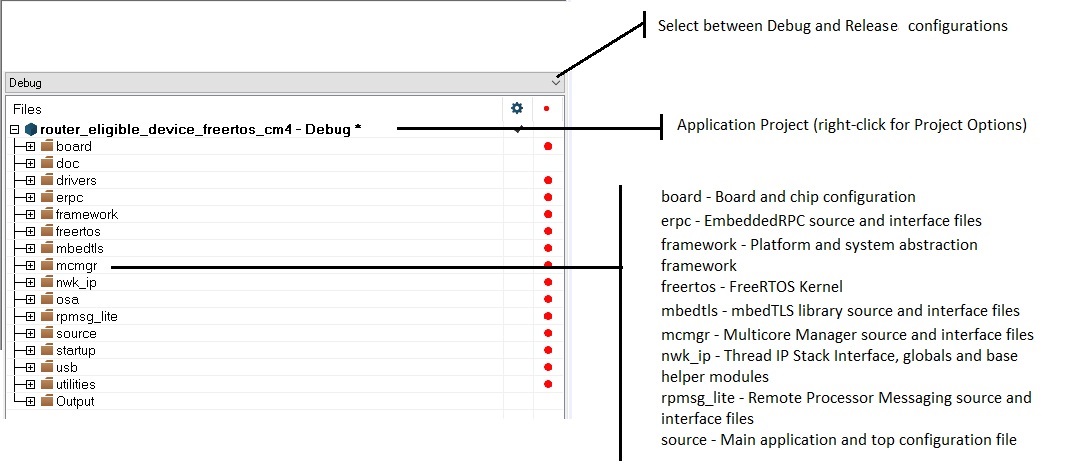 Select between Debug and Release configurations
Debug
Files
router_eligible_device_freertos_cm4 - Debug *
Application Project (right-click for Project Options)
board
doc
drivers
erpc
framework
freertos
mbedtls
mcmgr
nwk_ip
osa
rpmsg_lite
source
startup
usb
utilities
Output
board - Board and chip configuration
erpc - EmbeddedRPC source and interface files
framework - Platform and system abstraction
framework
freertos - FreeRTOS Kernel
mbedtls - mbedTLS library source and interface files
mcmgr - Multicore Manager source and interface files
nwk_ip - Thread IP Stack Interface, globals and base
helper modules
rpmsg_lite - Remote Processor Messaging source and
interface files
source - Main application and top configuration file